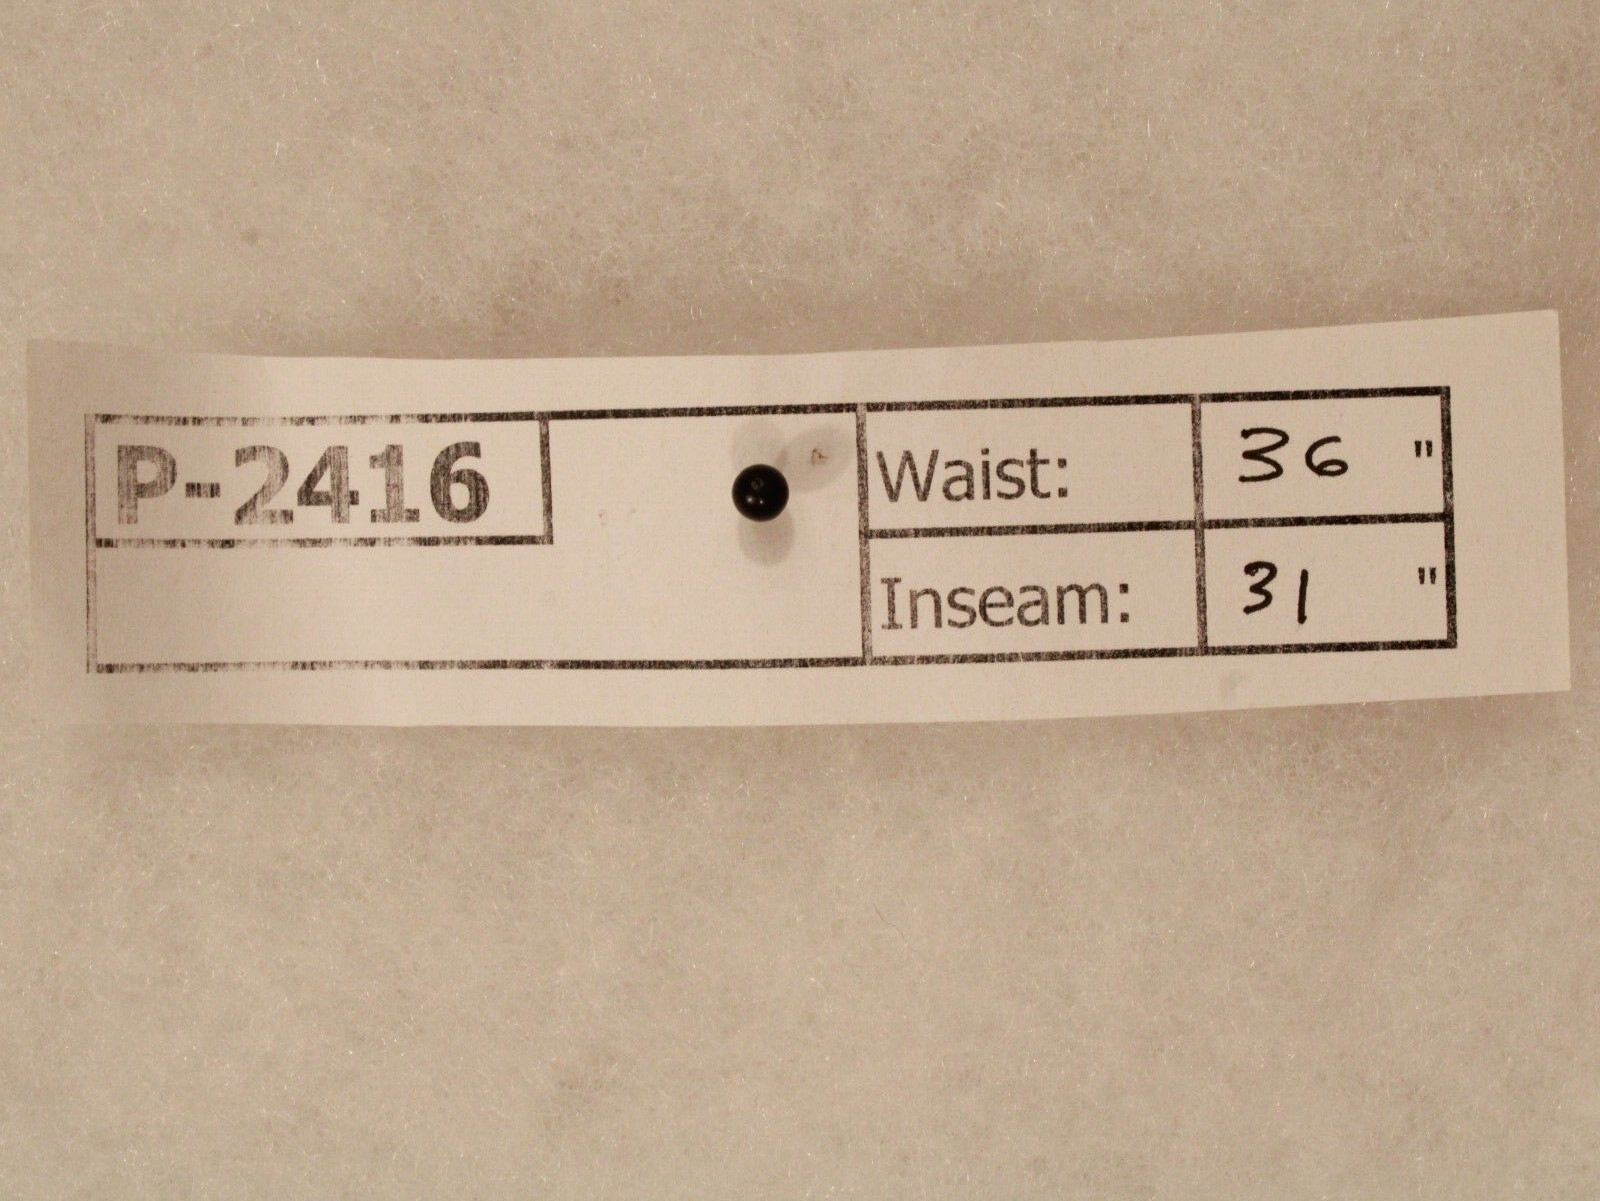 P-2416
Waist: 36 "
Inseam: 31 "